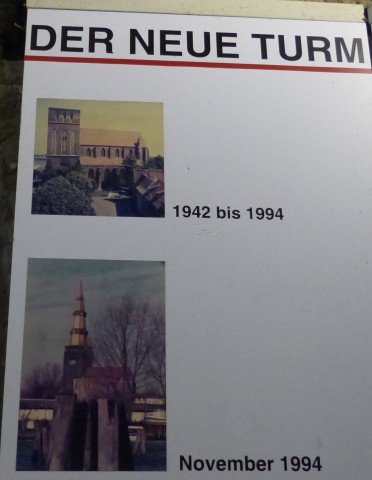 DER NEUE TURM
1942 bis 1994
November 1994